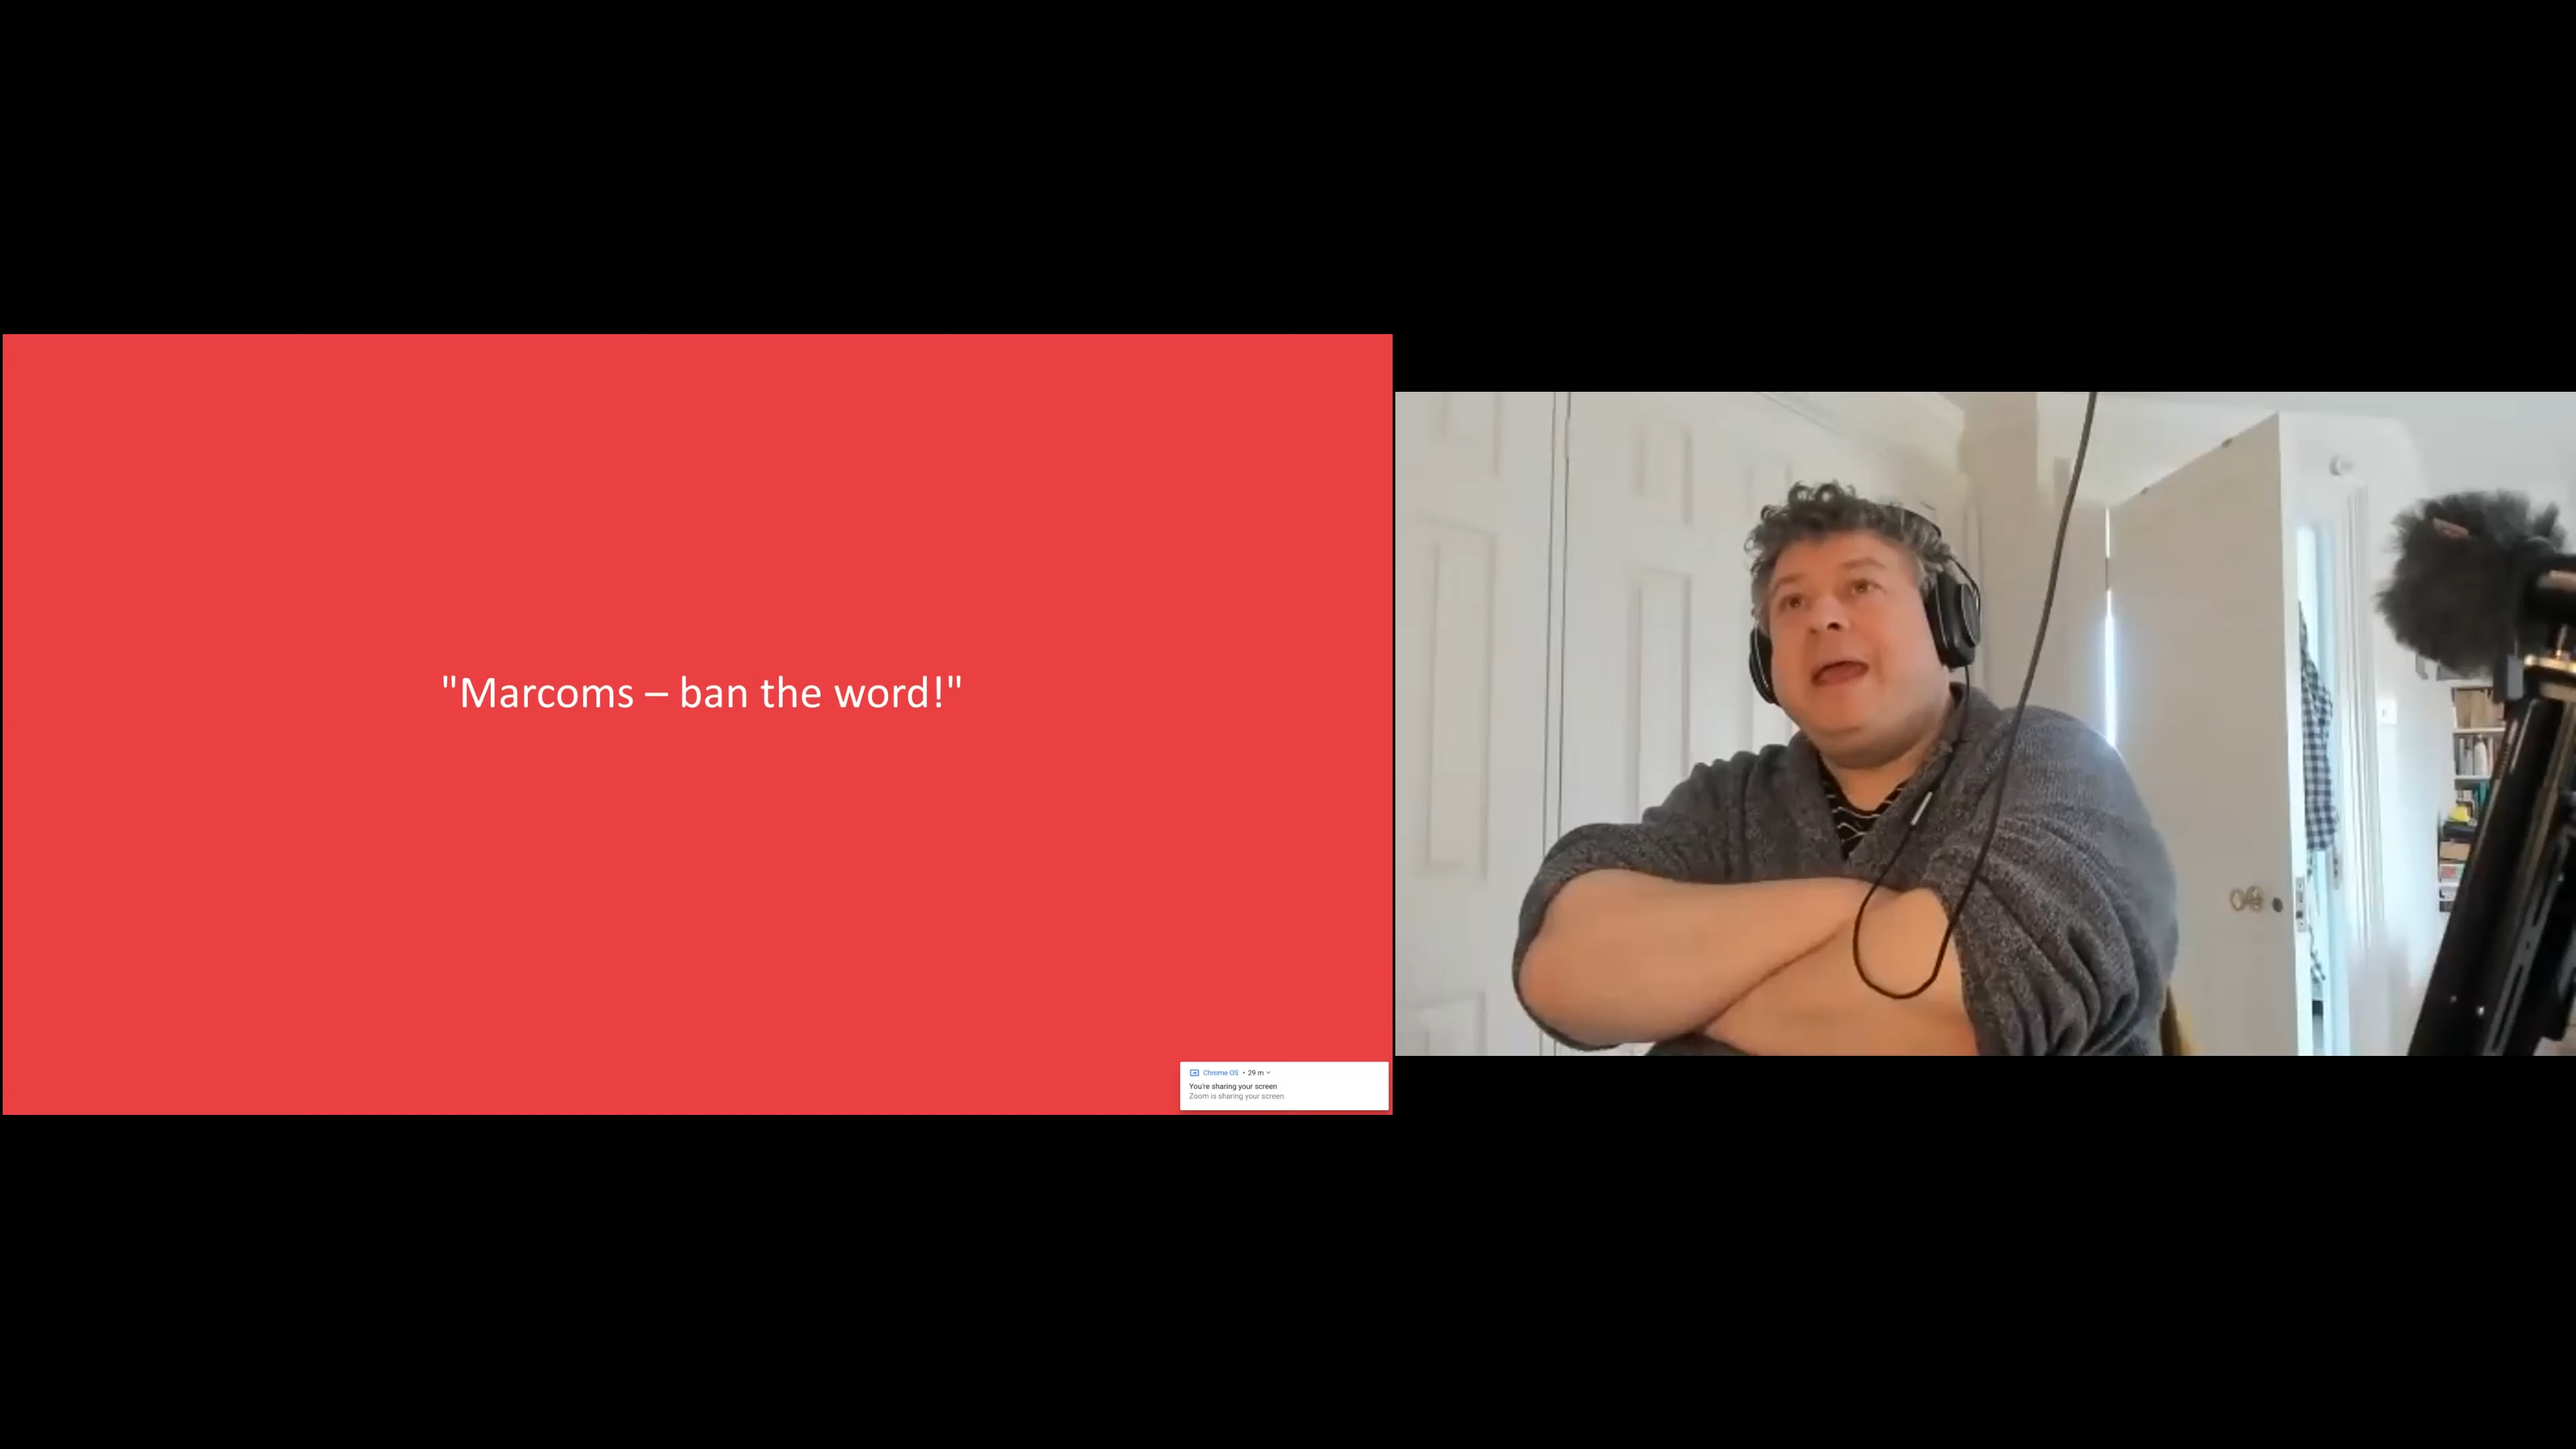 "Marcoms – ban the word!"
Chrome OS • 29 m
You're sharing your screen
Zoom is sharing your screen.